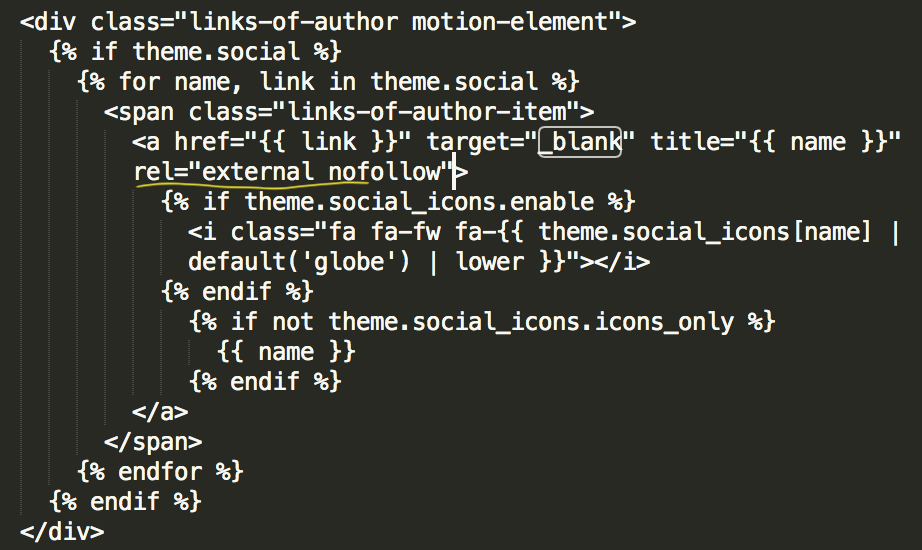 <div class="links-of-author motion-element">
  {% if theme.social %}
    {% for name, link in theme.social %}
      <span class="links-of-author-item">
        <a href="{{ link }}" target="_blank" title="{{ name }}"
        rel="external nofollow">
          {% if theme.social_icons.enable %}
            <i class="fa fa-fw fa-{{ theme.social_icons[name] |
            default('globe') | lower }}"></i>
          {% endif %}
            {% if not theme.social_icons.icons_only %}
              {{ name }}
            {% endif %}
        </a>
      </span>
    {% endfor %}
  {% endif %}
</div>